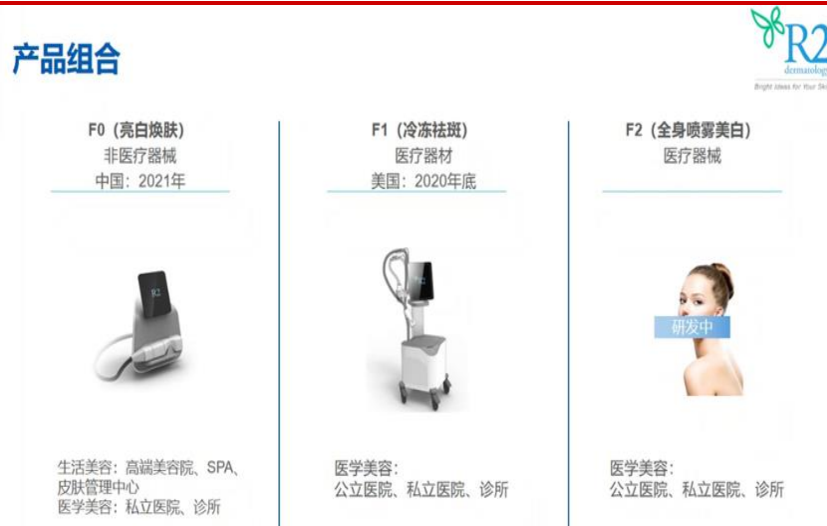 产品组合
R2
dermatology
Bright Ideas for Your Skin
F0（亮白焕肤）
非医疗器械
中国：2021年
F1（冷冻祛斑）
医疗器材
美国：2020年底
F2（全身喷雾美白）
医疗器械
R2
研发中
生活美容：高端美容院、SPA、
皮肤管理中心
医学美容：私立医院、诊所
医学美容：
公立医院、私立医院、诊所
医学美容：
公立医院、私立医院、诊所